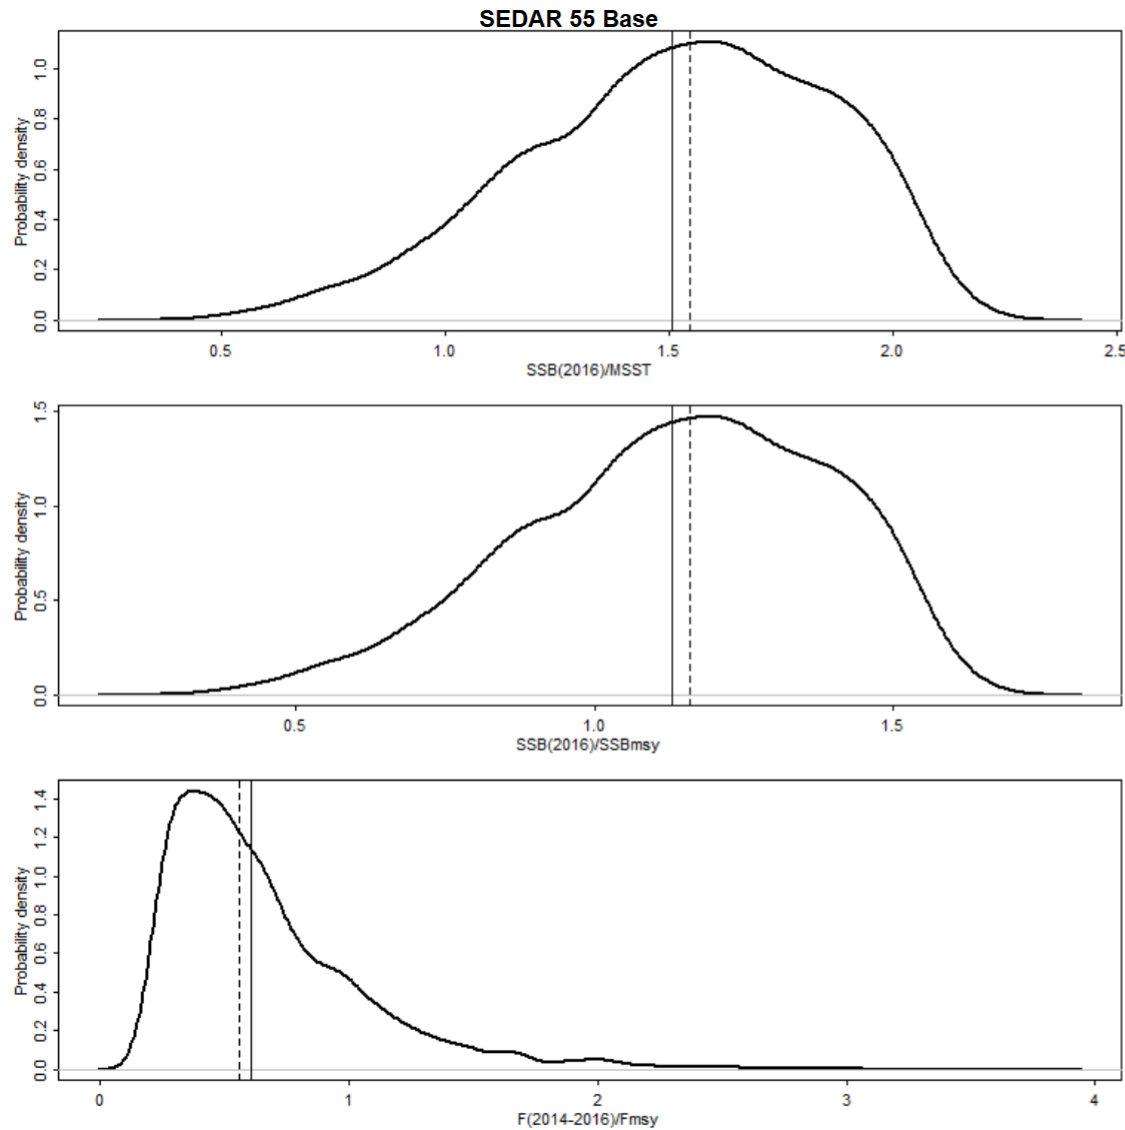 SEDAR 55 Base
Probability density
0.0 0.2 0.4 0.6 0.8 1.0
0.5 1.0 1.5 2.0 2.5
SSB(2016)/MSST
Probability density
0.0 0.5 1.0 1.5
0.5 1.0 1.5
SSB(2016)/SSBmsy
Probability density
0.0 0.2 0.4 0.6 0.8 1.0 1.2 1.4
0 1 2 3 4
F(2014-2016)/Fmsy